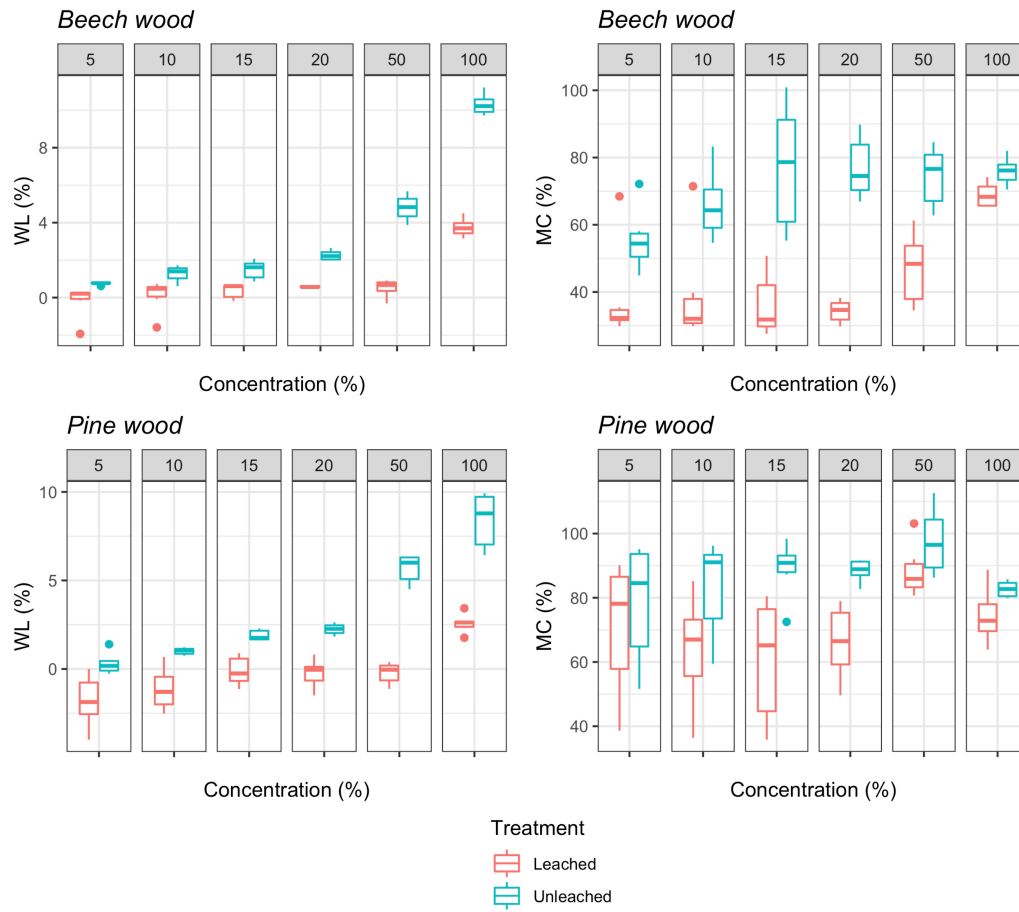 Beech wood
5 10 15 20 50 100
8
4
0
WL (%)
Concentration (%)
Beech wood
5 10 15 20 50 100
100
80
60
40
MC (%)
Concentration (%)
Pine wood
5 10 15 20 50 100
10
5
0
WL (%)
Concentration (%)
Pine wood
5 10 15 20 50 100
100
80
60
40
MC (%)
Concentration (%)
Treatment
Leached
Unleached